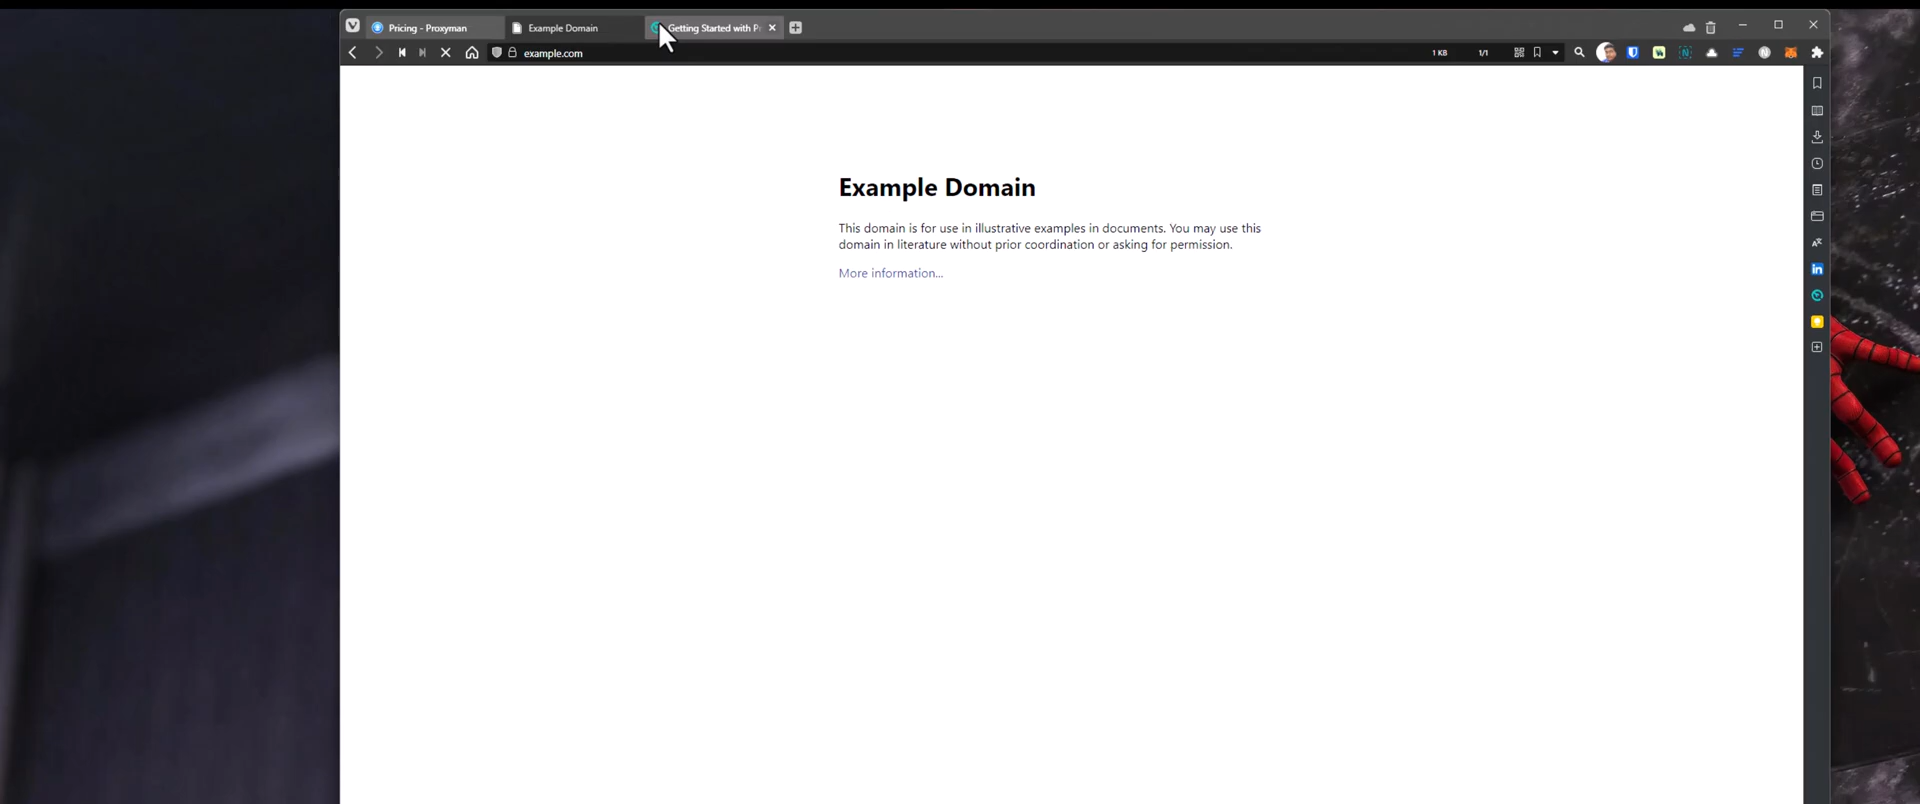 Pricing - Proxyman
Example Domain
Getting Started with P
example.com
1 KB
1/1
Example Domain
This domain is for use in illustrative examples in documents. You may use this
domain in literature without prior coordination or asking for permission.
More information...
in